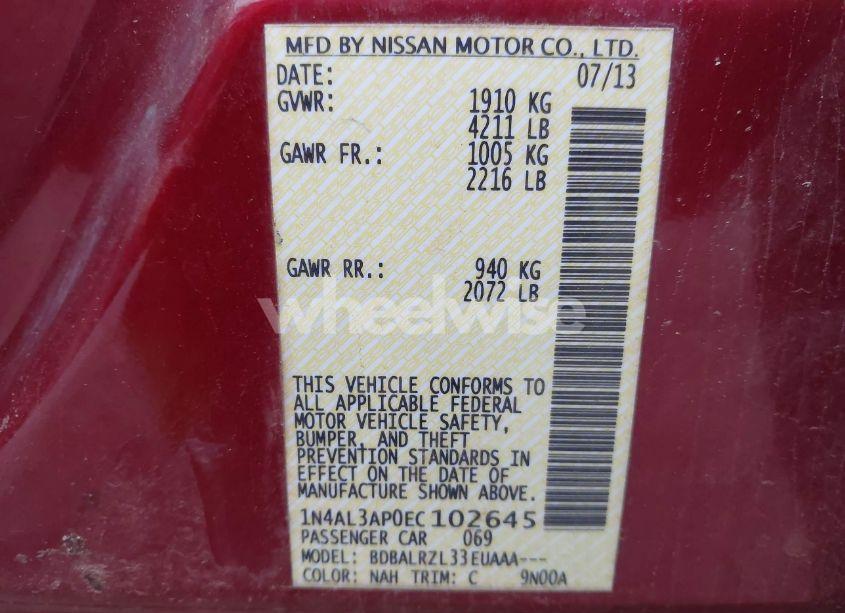 MFD BY NISSAN MOTOR CO., LTD.
DATE: 07/13
GVWR: 1910 KG
4211 LB
GAWR FR.: 1005 KG
2216 LB
GAWR RR.: 940 KG
2072 LB
wheelwise
THIS VEHICLE CONFORMS TO
ALL APPLICABLE FEDERAL
MOTOR VEHICLE SAFETY,
BUMPER, AND THEFT
PREVENTION STANDARDS IN
EFFECT ON THE DATE OF
MANUFACTURE SHOWN ABOVE.
1N4AL3AP0EC102645
PASSENGER CAR 069
MODEL: BDBALRZL33EUAAA---
COLOR: NAH TRIM: C 9N00A